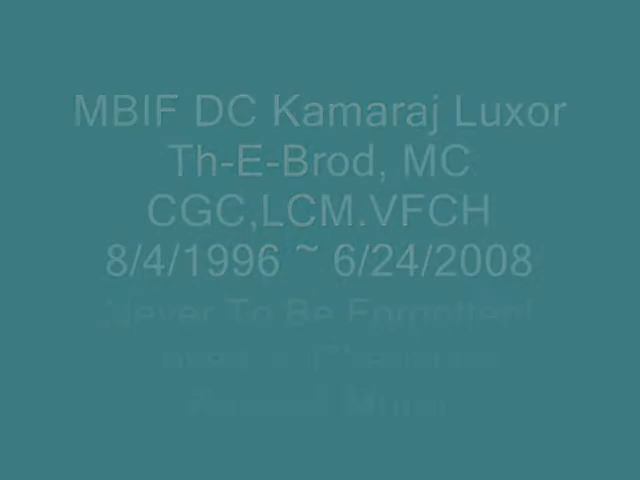 MBIF DC Kamaraj Luxor
Th-E-Brod, MC
CGC,LCM.VFCH
8/4/1996 ~ 6/24/2008
Never To Be Forgotten!